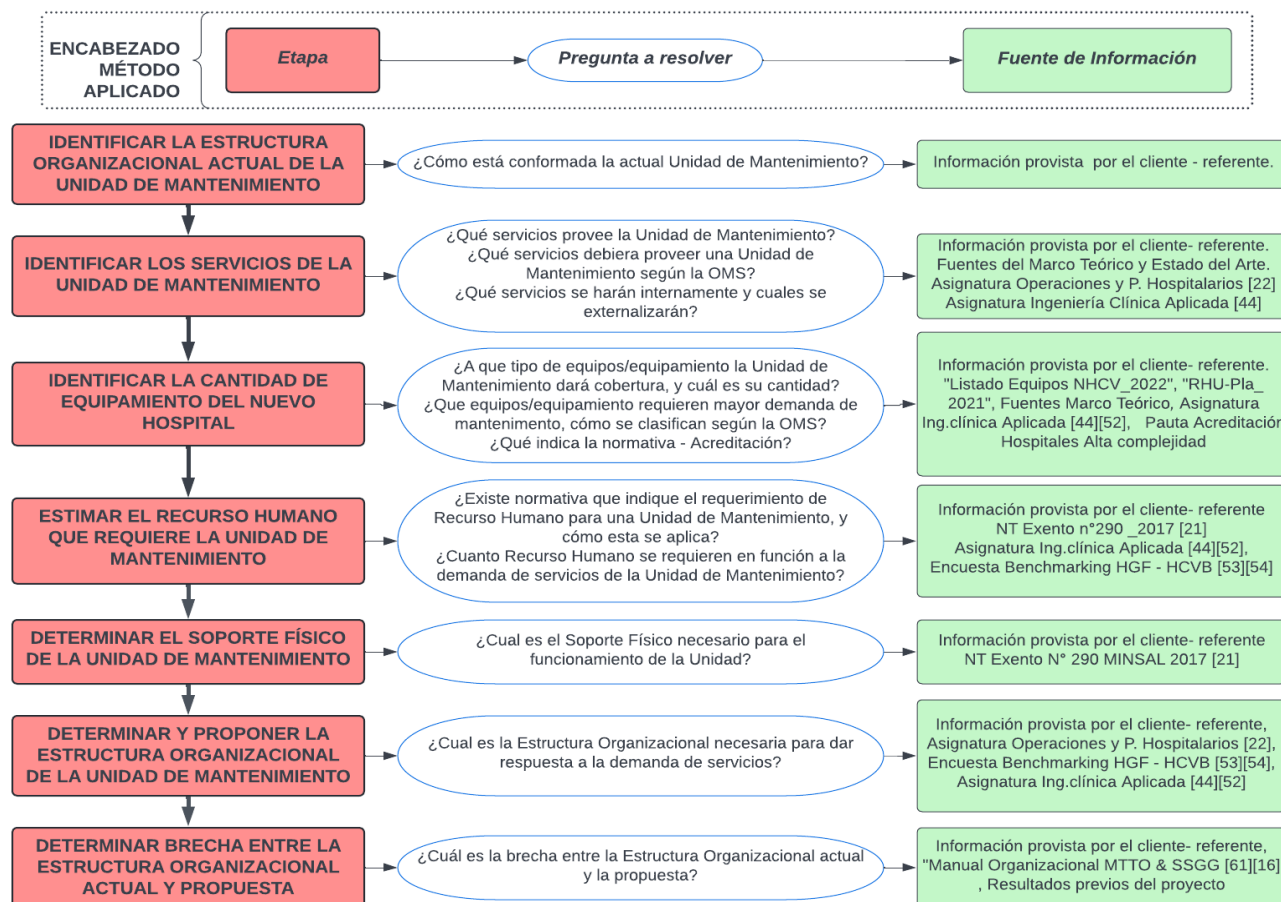 ENCABEZADO
MÉTODO
APLICADO
Etapa
Pregunta a resolver
Fuente de Información
IDENTIFICAR LA ESTRUCTURA
ORGANIZACIONAL ACTUAL DE LA
UNIDAD DE MANTENIMIENTO
¿Cómo está conformada la actual Unidad de Mantenimiento?
Información provista por el cliente - referente.
IDENTIFICAR LOS SERVICIOS DE LA
UNIDAD DE MANTENIMIENTO
¿Qué servicios provee la Unidad de Mantenimiento?
¿Qué servicios debiera proveer una Unidad de
Mantenimiento según la OMS?
¿Qué servicios se harán internamente y cuales se
externalizarán?
Información provista por el cliente- referente.
Fuentes del Marco Teórico y Estado del Arte.
Asignatura Operaciones y P. Hospitalarios [22]
Asignatura Ingeniería Clínica Aplicada [44]
IDENTIFICAR LA CANTIDAD DE
EQUIPAMIENTO DEL NUEVO
HOSPITAL
¿A que tipo de equipos/equipamiento la Unidad de
Mantenimiento dará cobertura, y cuál es su cantidad?
¿Que equipos/equipamiento requieren mayor demanda de
mantenimiento, cómo se clasifican según la OMS?
¿Qué indica la normativa - Acreditación?
Información provista por el cliente- referente.
"Listado Equipos NHCV_2022", "RHU-Pla_
2021", Fuentes Marco Teórico, Asignatura
Ing.clínica Aplicada [44][52], Pauta Acreditación
Hospitales Alta complejidad
ESTIMAR EL RECURSO HUMANO
QUE REQUIERE LA UNIDAD DE
MANTENIMIENTO
¿Existe normativa que indique el requerimiento de
Recurso Humano para una Unidad de Mantenimiento, y
cómo esta se aplica?
¿Cuanto Recurso Humano se requieren en función a la
demanda de servicios de la Unidad de Mantenimiento?
Información provista por el cliente- referente
NT Exento n°290 _2017 [21]
Asignatura Ing.clínica Aplicada [44][52],
Encuesta Benchmarking HGF - HCVB [53][54]
DETERMINAR EL SOPORTE FÍSICO
DE LA UNIDAD DE MANTENIMIENTO
¿Cual es el Soporte Físico necesario para el
funcionamiento de la Unidad?
Información provista por el cliente- referente
NT Exento N° 290 MINSAL 2017 [21]
DETERMINAR Y PROPONER LA
ESTRUCTURA ORGANIZACIONAL
DE LA UNIDAD DE MANTENIMIENTO
¿Cual es la Estructura Organizacional necesaria para dar
respuesta a la demanda de servicios?
Información provista por el cliente- referente,
Asignatura Operaciones y P. Hospitalarios [22],
Encuesta Benchmarking HGF - HCVB [53][54],
Asignatura Ing.clínica Aplicada [44][52]
DETERMINAR BRECHA ENTRE LA
ESTRUCTURA ORGANIZACIONAL
ACTUAL Y PROPUESTA
¿Cuál es la brecha entre la Estructura Organizacional actual
y la propuesta?
Información provista por el cliente- referente,
"Manual Organizacional MTTO & SSGG [61][16]
, Resultados previos del proyecto